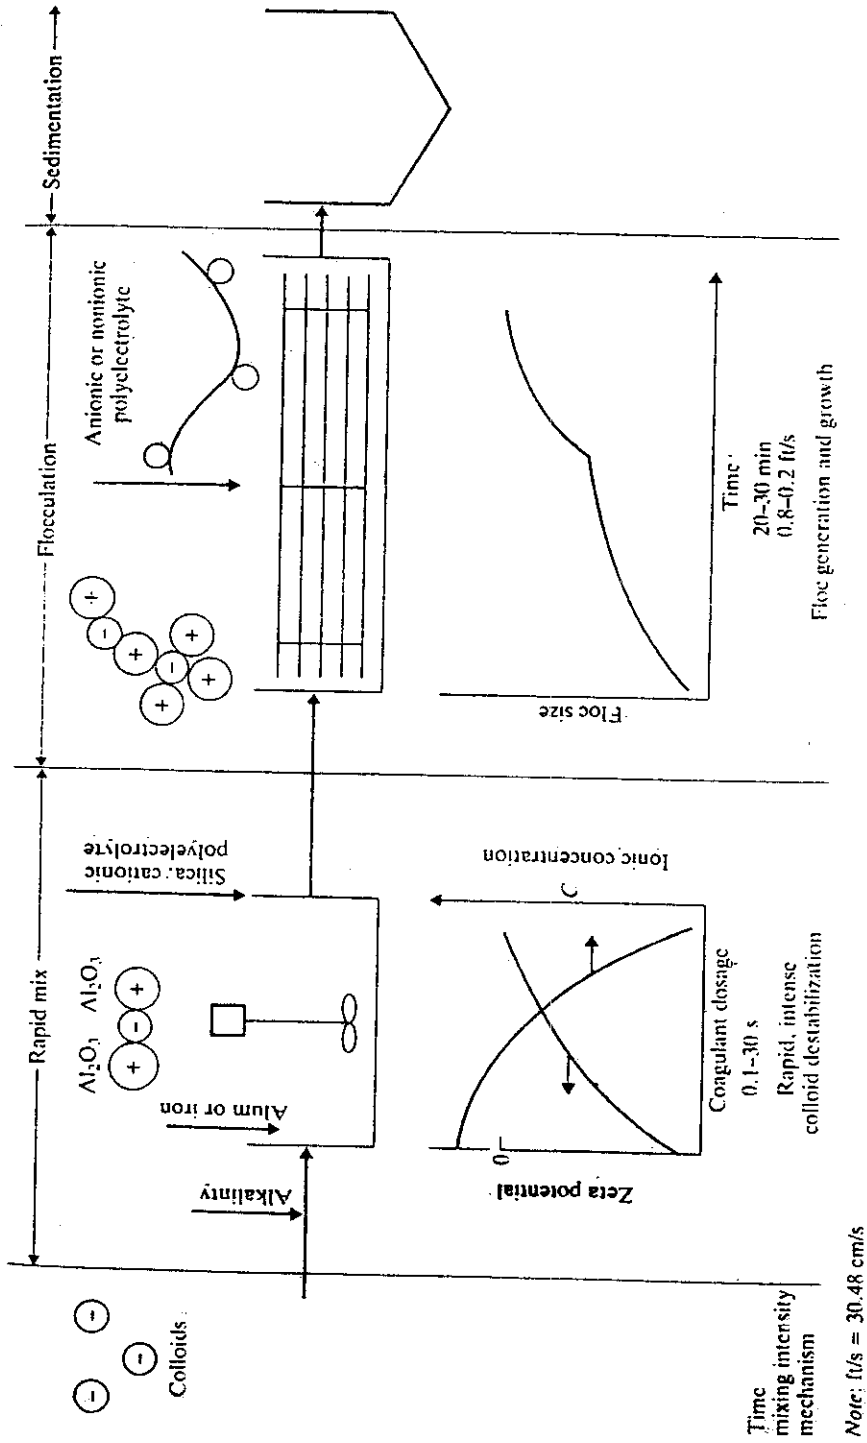 Rapid mix
Flocculation
Sedimentation
Colloids
−
−
−
Alkalinty
Alum or iron
Al₂O₃ Al₂O₃
+ − +
Silica, cationic
polyelectrolyte
+
−
+
−
+
+
+
+
Anionic or nonionic
polyelectrolyte
Zeta potential
0
C
Ionic concentration
Coagulant dosage
0.1–30 s
Rapid, intense
colloid destabilization
Floc size
Time
20–30 min
0.8–0.2 ft/s
Floc generation and growth
Time
mixing intensity
mechanism
Note: ft/s = 30.48 cm/s